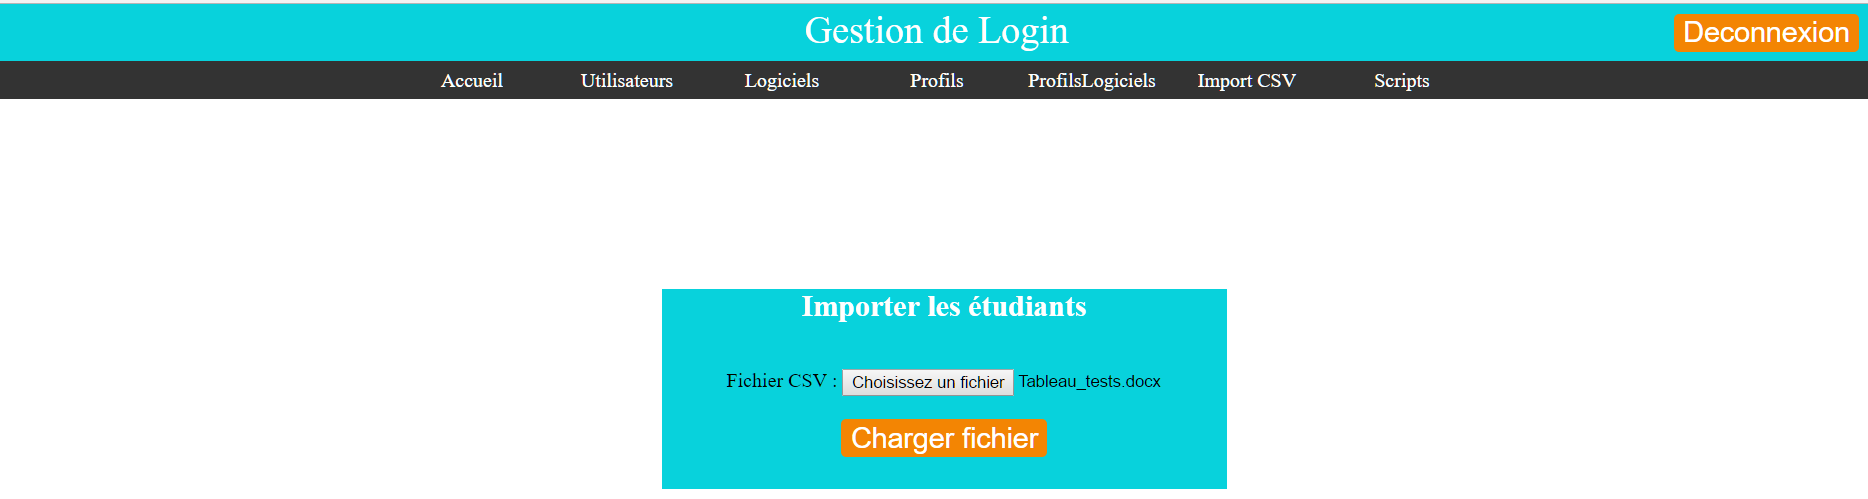 Gestion de Login
Deconnexion
Accueil Utilisateurs Logiciels Profils ProfilsLogiciels Import CSV Scripts
Importer les étudiants
Fichier CSV : Choisissez un fichier Tableau_tests.docx
Charger fichier